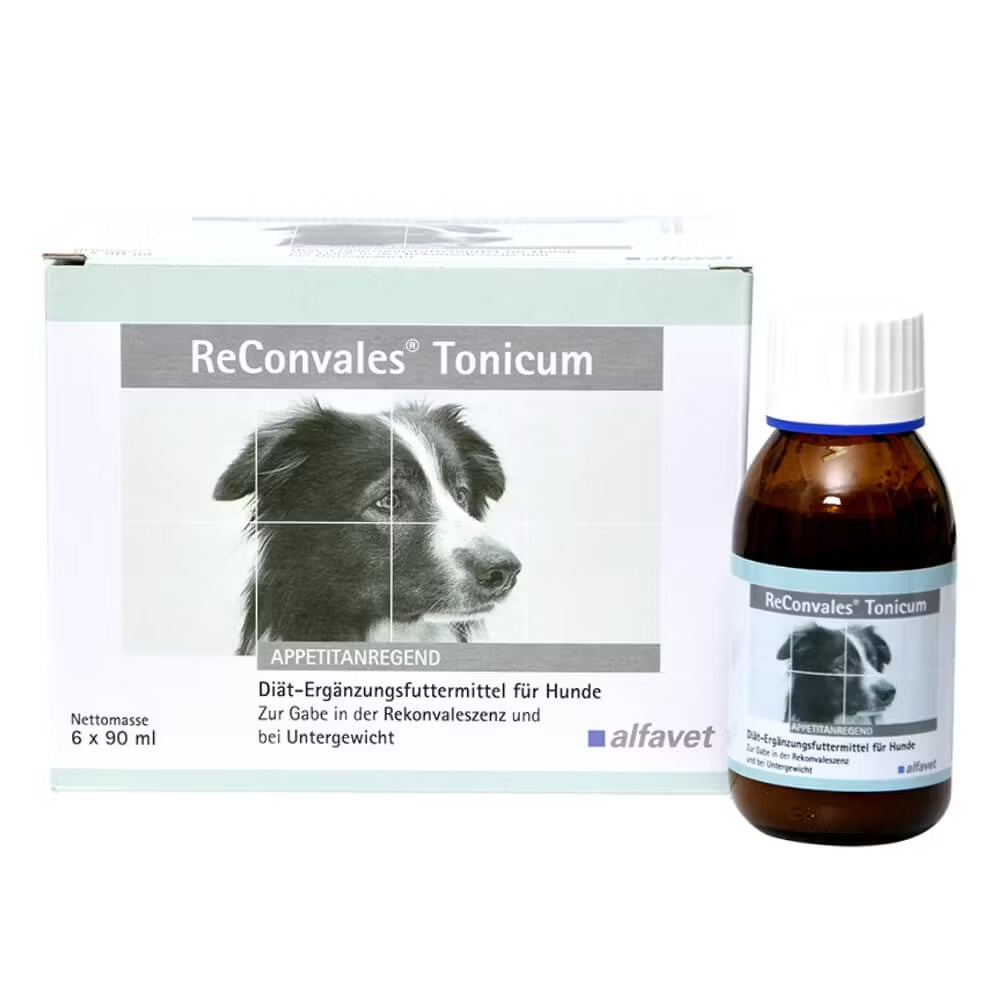 alfavet
ReConvales® Tonicum
APPETITANREGEND
Diät-Ergänzungsfuttermittel für Hunde
Zur Gabe in der Rekonvaleszenz und
bei Untergewicht
Nettomasse
6 x 90 ml
alfavet
ReConvales® Tonicum
APPETITANREGEND
Diät-Ergänzungsfuttermittel für Hunde
Zur Gabe in der Rekonvaleszenz
und bei Untergewicht
alfavet